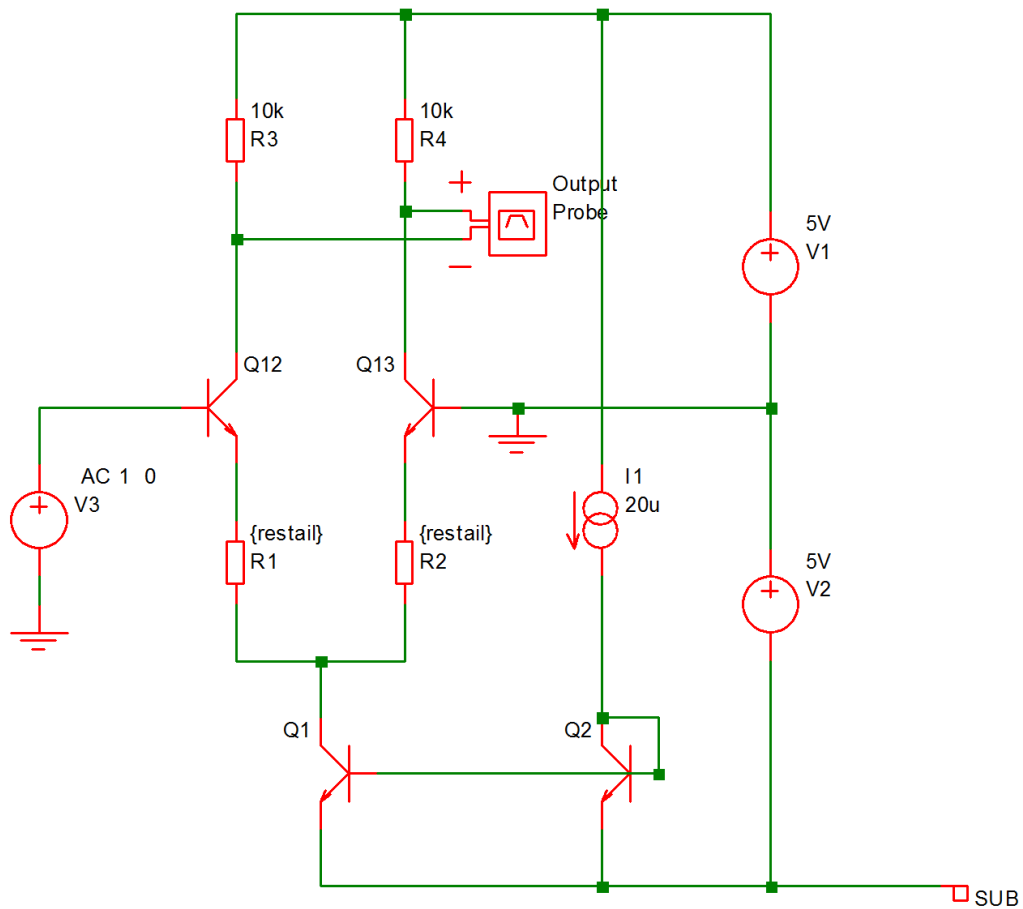 10k
R3
10k
R4
+
Output
Probe
−
5V
+
V1
Q12
Q13
AC 1 0
+
V3
I1
20u
{restail}
R1
{restail}
R2
5V
+
V2
Q1
Q2
SUB